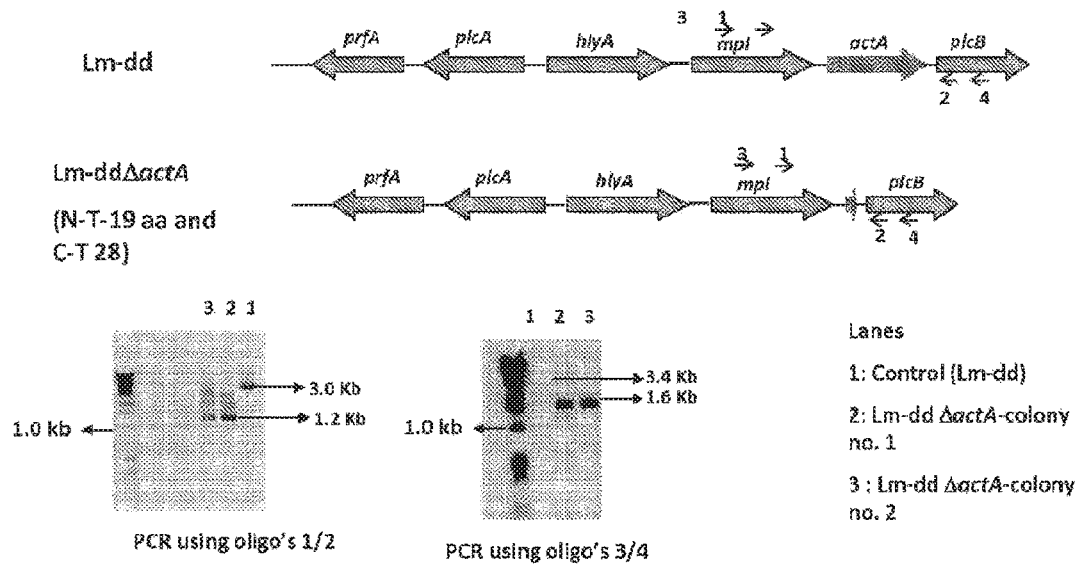 3 1
prfA plcA hlyA mpl actA plcB
Lm-dd
2 4
Lm-ddΔactA
3 1
prfA plcA hlyA mpl plcB
(N-T-19 aa and
C-T 28)
2 4
3 2 1
3.0 Kb
1.2 Kb
1.0 kb
PCR using oligo's 1/2
1 2 3
3.4 Kb
1.6 Kb
1.0 kb
PCR using oligo's 3/4
Lanes
1: Control (Lm-dd)
2: Lm-dd ΔactA-colony
no. 1
3 : Lm-dd ΔactA-colony
no. 2